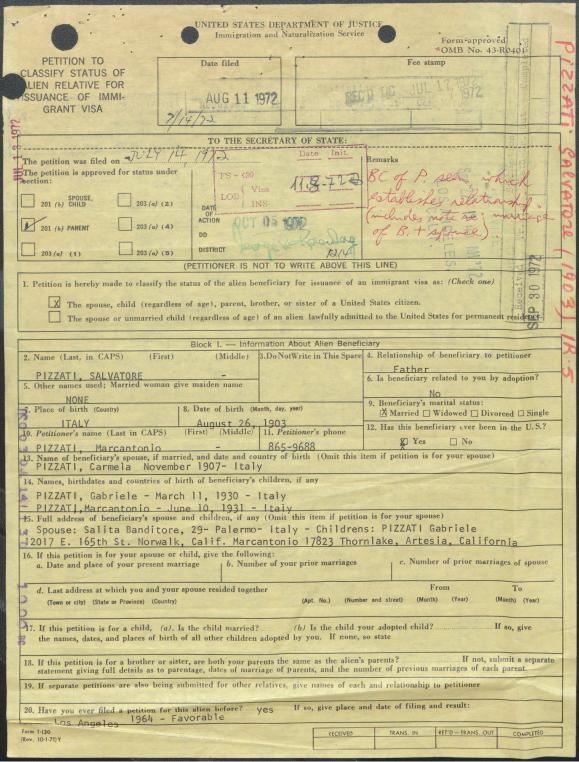 UNITED STATES DEPARTMENT OF JUSTICE
Immigration and Naturalization Service
Form approved
OMB No. 43-R0401
PETITION TO
CLASSIFY STATUS OF
ALIEN RELATIVE FOR
ISSUANCE OF IMMI-
GRANT VISA
Date filed
AUG 11 1972
7/14/72
Fee stamp
REC'D DC JUL 17 1972
PIZZATI SALVATORE (1903) IR-5
TO THE SECRETARY OF STATE:
The petition was filed on JULY 14, 1972
The petition is approved for status under
section:
201 (b) SPOUSE, CHILD
203 (a) (2)
201 (b) PARENT
203 (a) (4)
203 (a) (1)
203 (a) (5)
Date Init.
FS-420
LOD Visa
INS
DATE OF ACTION
OCT 05
DD
DISTRICT
Remarks
BC of P seen which
establishes relationship.
(includes note re: marriage
of B. + spouse)
SEP 30 1972
(PETITIONER IS NOT TO WRITE ABOVE THIS LINE)
1. Petition is hereby made to classify the status of the alien beneficiary for issuance of an immigrant visa as: (Check one)
X The spouse, child (regardless of age), parent, brother, or sister of a United States citizen.
The spouse or unmarried child (regardless of age) of an alien lawfully admitted to the United States for permanent residence.
Block I. — Information About Alien Beneficiary
2. Name (Last, in CAPS) (First) (Middle)
PIZZATI, SALVATORE -
3. Do Not Write in This Space
4. Relationship of beneficiary to petitioner
Father
5. Other names used; Married woman give maiden name
NONE
6. Is beneficiary related to you by adoption?
No
7. Place of birth (Country)
ITALY
8. Date of birth (Month, day, year)
August 26, 1903
9. Beneficiary's marital status:
X Married Widowed Divorced Single
10. Petitioner's name (Last in CAPS) (First) (Middle)
PIZZATI, Marcantonio -
11. Petitioner's phone
865-9688
12. Has this beneficiary ever been in the U.S.?
X Yes No
13. Name of beneficiary's spouse, if married, and date and country of birth (Omit this item if petition is for your spouse)
PIZZATI, Carmela November 1907- Italy
14. Names, birthdates and countries of birth of beneficiary's children, if any
PIZZATI, Gabriele - March 11, 1930 - Italy
PIZZATI,Marcantonio - June 10, 1931 - Italy
15. Full address of beneficiary's spouse and children, if any (Omit this item if petition is for your spouse)
Spouse: Salita Banditore, 29- Palermo- Italy - Childrens: PIZZATI Gabriele
12017 E. 165th St. Norwalk, Calif. Marcantonio 17823 Thornlake, Artesia, California
16. If this petition is for your spouse or child, give the following:
a. Date and place of your present marriage
b. Number of your prior marriages
c. Number of prior marriages of spouse
d. Last address at which you and your spouse resided together From To
(Town or city) (State or Province) (Country) (Apt. No.) (Number and street) (Month) (Year) (Month) (Year)
17. If this petition is for a child, (a). Is the child married? (b) Is the child your adopted child? If so, give
the names, dates, and places of birth of all other children adopted by you. If none, so state
18. If this petition is for a brother or sister, are both your parents the same as the alien's parents? If not, submit a separate
statement giving full details as to parentage, dates of marriage of parents, and the number of previous marriages of each parent.
19. If separate petitions are also being submitted for other relatives, give names of each and relationship to petitioner
20. Have you ever filed a petition for this alien before? yes If so, give place and date of filing and result:
Los Angeles 1964 - Favorable
Form I-130
(Rev. 10-1-71) Y
RECEIVED
TRANS. IN
RET'D-TRANS. OUT
COMPLETED